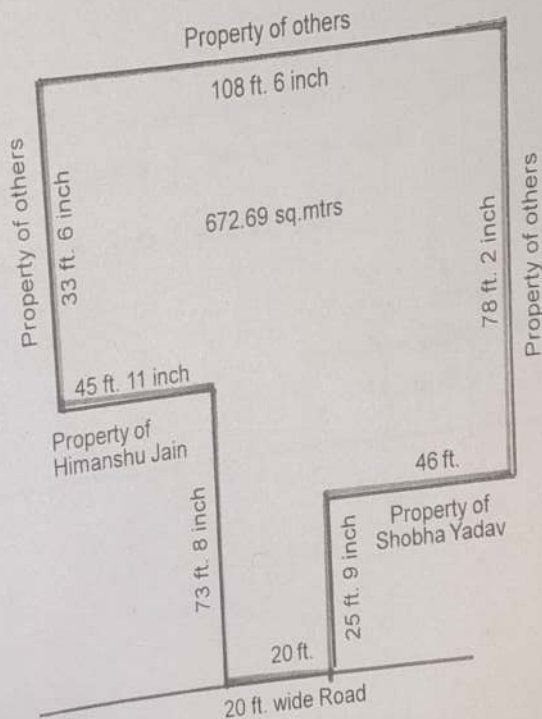 Property of others
108 ft. 6 inch
Property of others
33 ft. 6 inch
672.69 sq.mtrs
78 ft. 2 inch
Property of others
45 ft. 11 inch
Property of
Himanshu Jain
46 ft.
Property of
Shobha Yadav
73 ft. 8 inch
25 ft. 9 inch
20 ft.
20 ft. wide Road